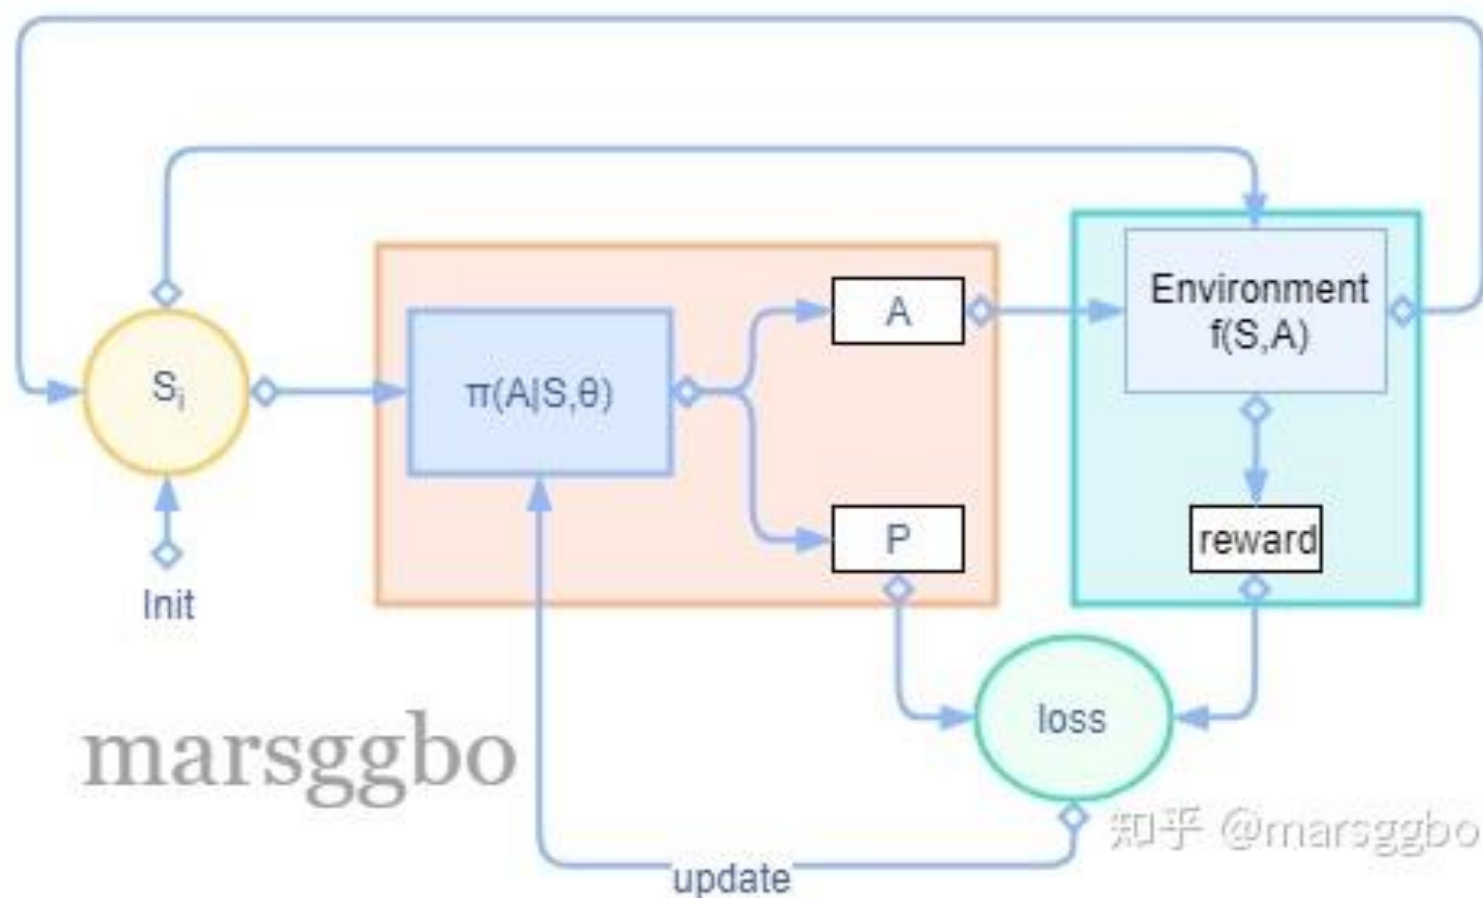 Environment
f(S,A)
A
Sᵢ
π(A|S,θ)
P
reward
Init
loss
marsggbo
知乎 @marsggbo
update